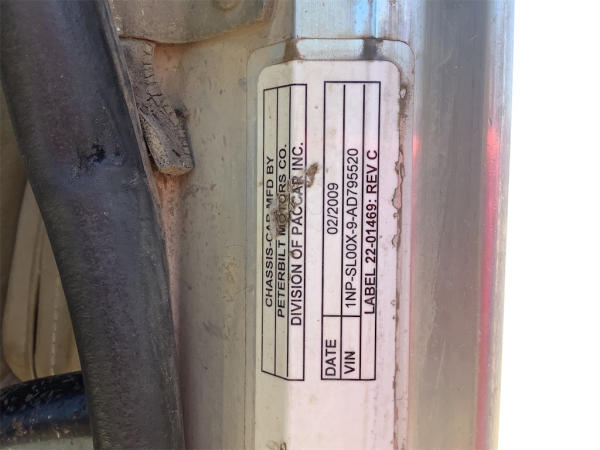 CHASSIS-CAB MFD BY
PETERBILT MOTORS CO.
DIVISION OF PACCAR, INC.
DATE 02/2009
VIN 1NP-SL00X-9-AD795520
LABEL 22-01469: REV C